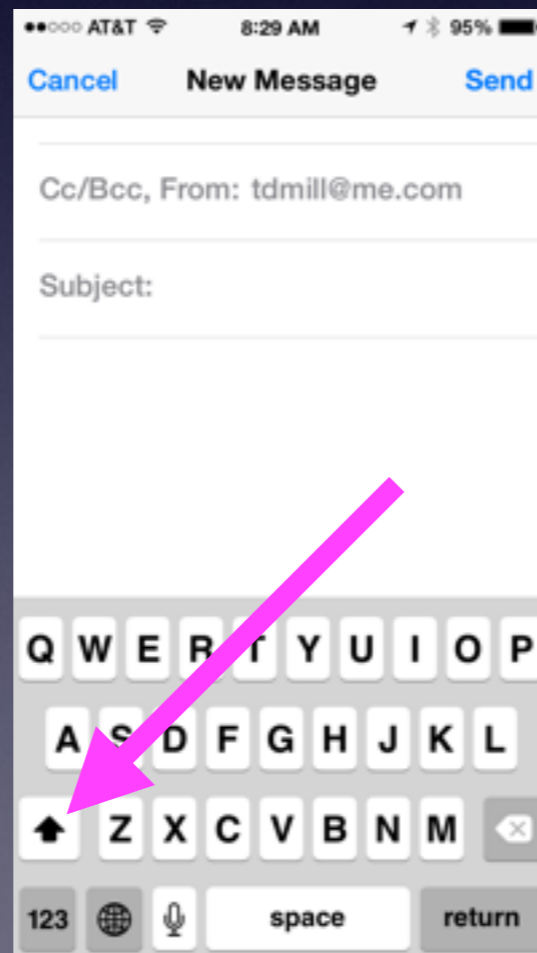 AT&T 8:29 AM 95%
Cancel New Message Send
Cc/Bcc, From: tdmill@me.com
Subject:
Q W E R T Y U I O P
A S D F G H J K L
Z X C V B N M
123 space return